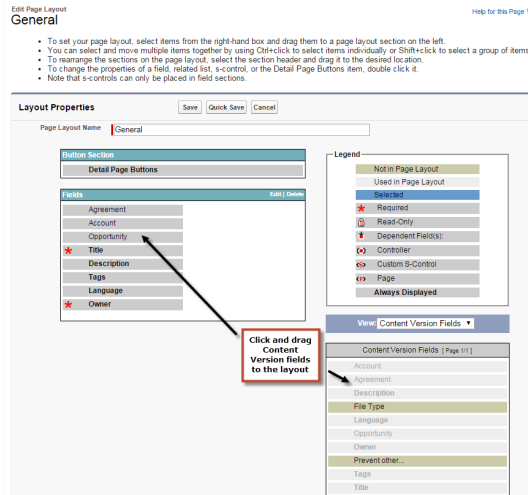 Edit Page Layout
General
Help for this Page
To set your page layout, select items from the right-hand box and drag them to a page layout section on the left.
You can select and move multiple items together by using Ctrl+click to select items individually or Shift+click to select a group of items
To rearrange the sections on the page layout, select the section header and drag it to the desired location.
To change the properties of a field, related list, s-control, or the Detail Page Buttons item, double click it.
Note that s-controls can only be placed in field sections.
Layout Properties
Save
Quick Save
Cancel
Page Layout Name
General
Button Section
Detail Page Buttons
Fields
Edit | Delete
Agreement
Account
Opportunity
Title
Description
Tags
Language
Owner
Legend
Not in Page Layout
Used in Page Layout
Selected
Required
Read-Only
Dependent Field(s):
Controller
Custom S-Control
Page
Always Displayed
Click and drag
Content
Version fields
to the layout
View: Content Version Fields
Content Version Fields [ Page 1/1 ]
Account
Agreement
Description
File Type
Language
Opportunity
Owner
Prevent other...
Tags
Title